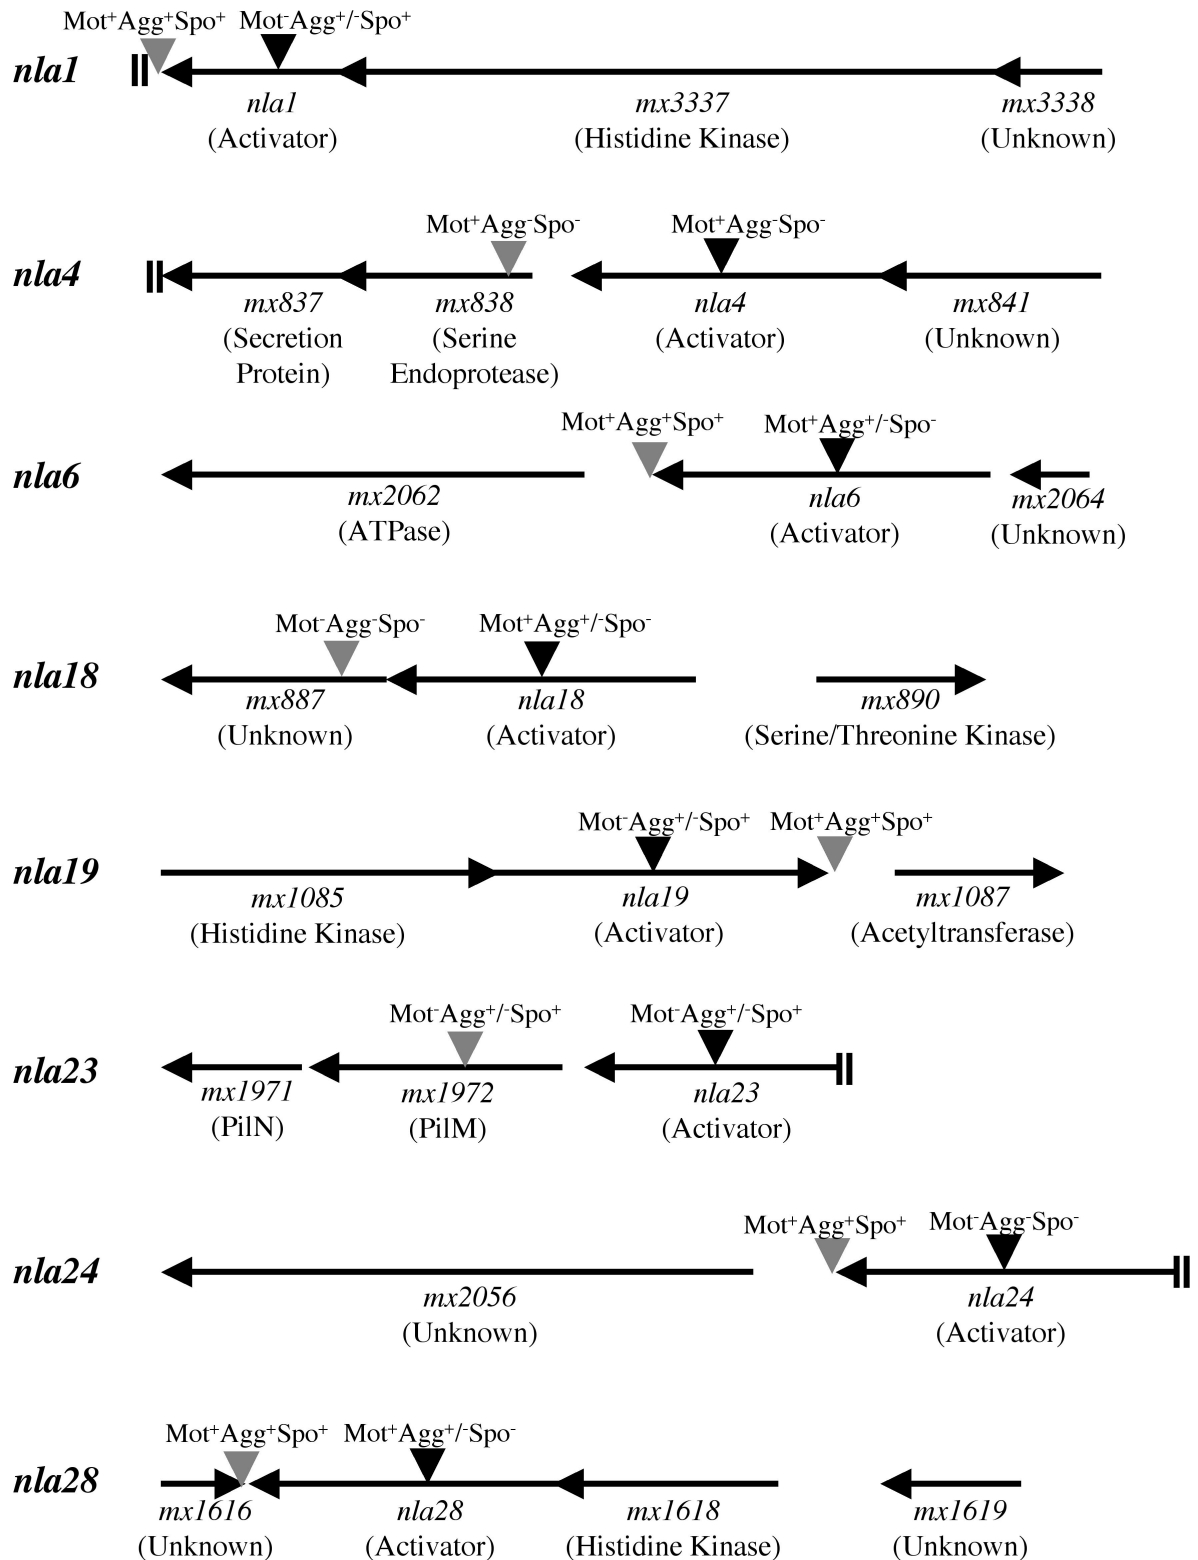 Mot⁺Agg⁺Spo⁺ Mot⁻Agg⁺/⁻Spo⁺
nla1
nla1 mx3337 mx3338
(Activator) (Histidine Kinase) (Unknown)
Mot⁺Agg⁻Spo⁻ Mot⁺Agg⁻Spo⁻
nla4
mx837 mx838 nla4 mx841
(Secretion (Serine (Activator) (Unknown)
Protein) Endoprotease)
Mot⁺Agg⁺Spo⁺ Mot⁺Agg⁺/⁻Spo⁻
nla6
mx2062 nla6 mx2064
(ATPase) (Activator) (Unknown)
Mot⁻Agg⁻Spo⁻ Mot⁺Agg⁺/⁻Spo⁻
nla18
mx887 nla18 mx890
(Unknown) (Activator) (Serine/Threonine Kinase)
Mot⁻Agg⁺/⁻Spo⁺ Mot⁺Agg⁺Spo⁺
nla19
mx1085 nla19 mx1087
(Histidine Kinase) (Activator) (Acetyltransferase)
Mot⁻Agg⁺/⁻Spo⁺ Mot⁻Agg⁺/⁻Spo⁺
nla23
mx1971 mx1972 nla23
(PilN) (PilM) (Activator)
Mot⁺Agg⁺Spo⁺ Mot⁻Agg⁻Spo⁻
nla24
mx2056 nla24
(Unknown) (Activator)
Mot⁺Agg⁺Spo⁺ Mot⁺Agg⁺/⁻Spo⁻
nla28
mx1616 nla28 mx1618 mx1619
(Unknown) (Activator) (Histidine Kinase) (Unknown)